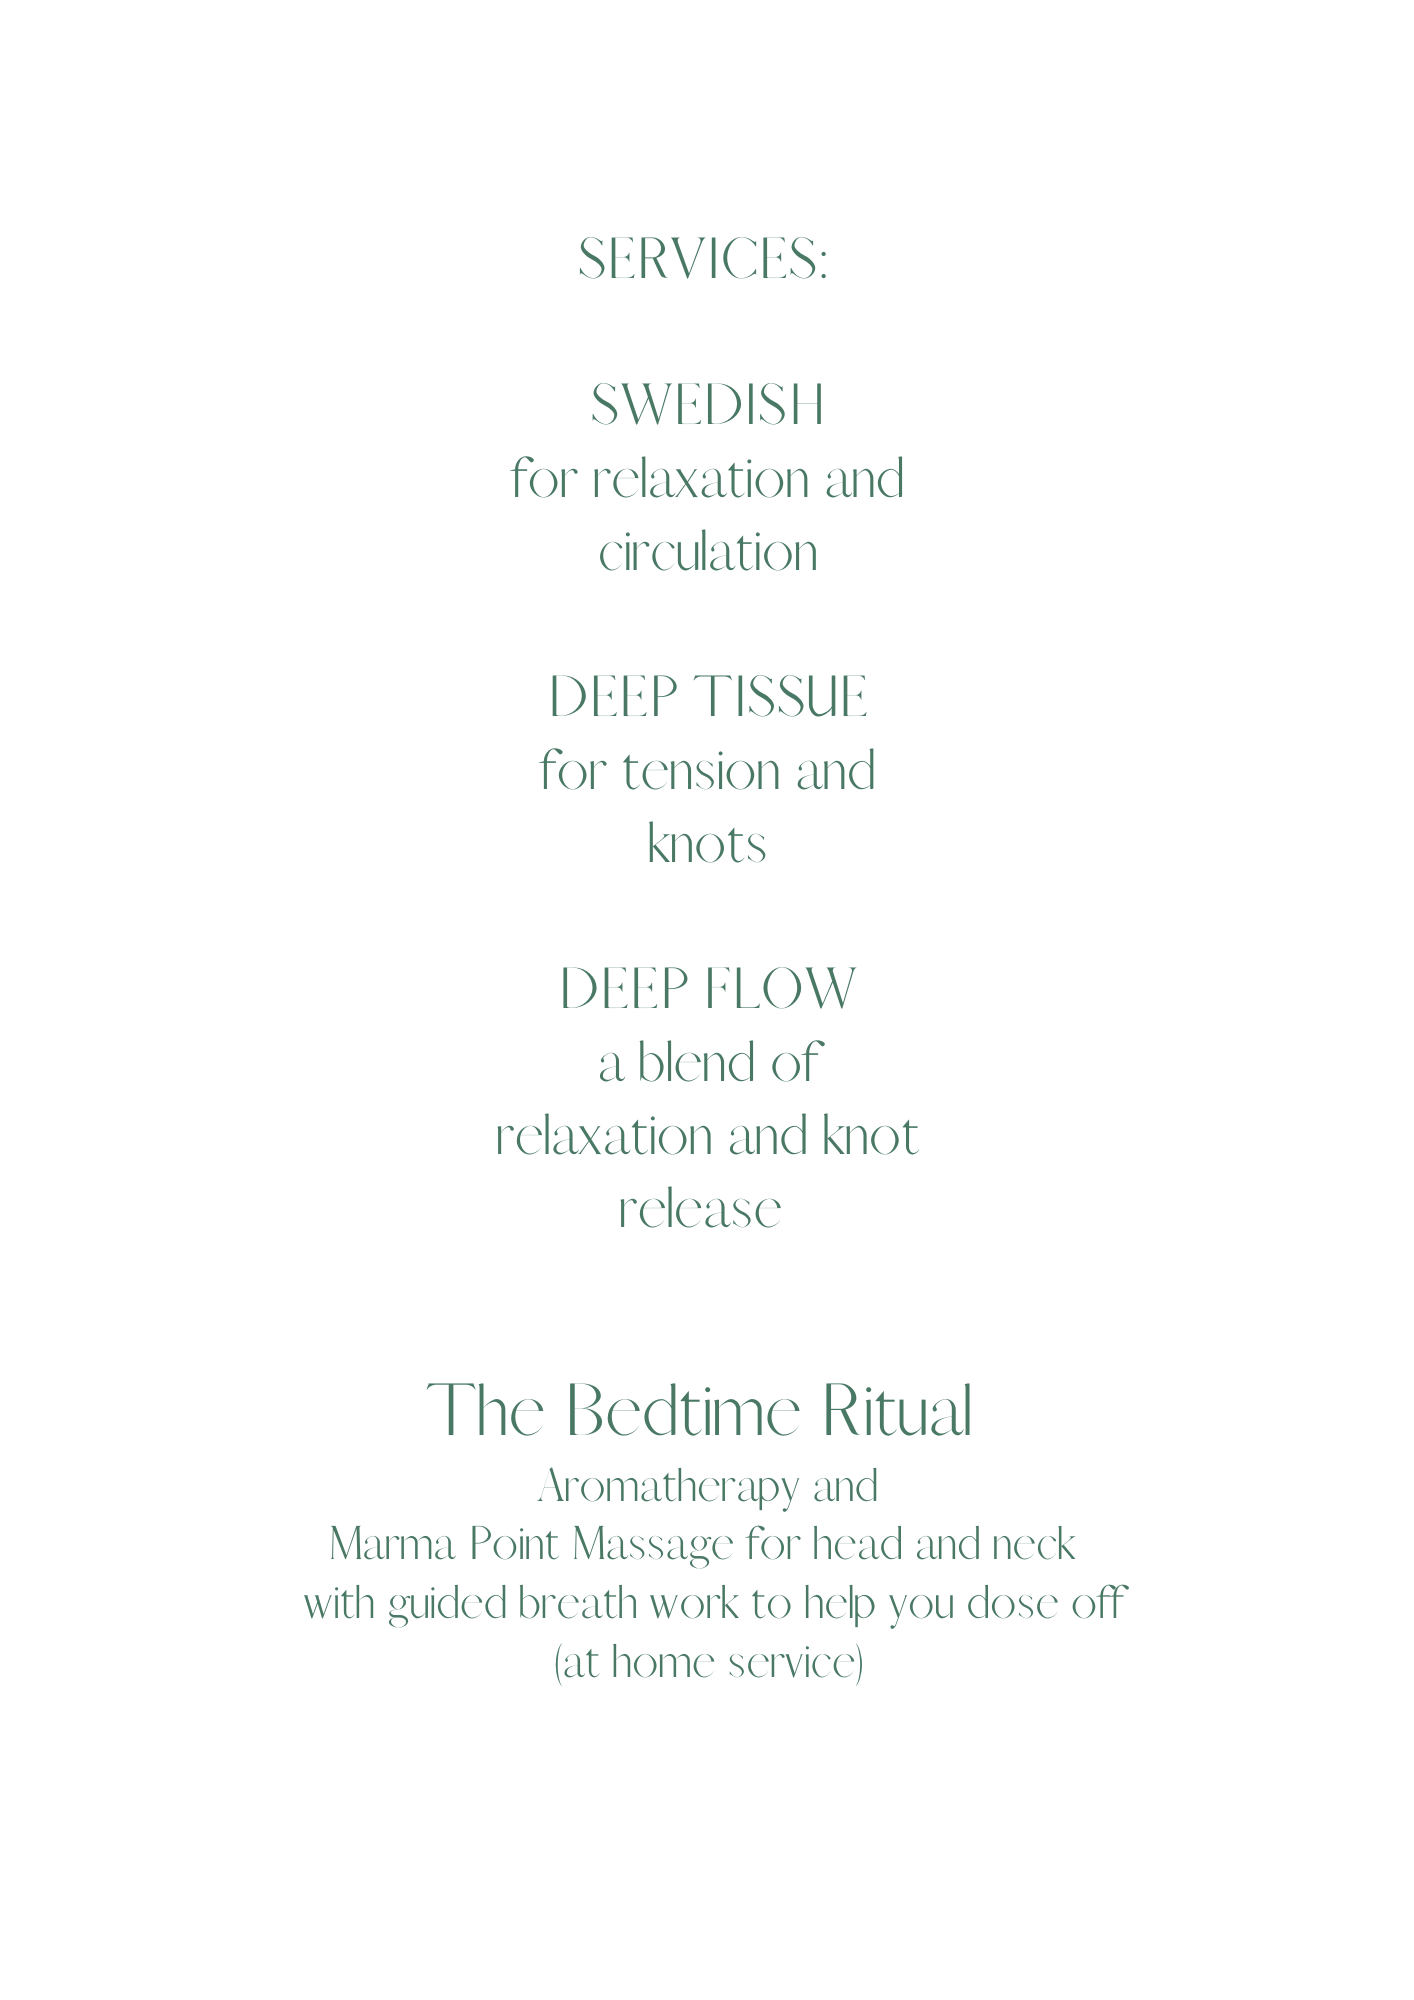 SERVICES:
SWEDISH
for relaxation and
circulation
DEEP TISSUE
for tension and
knots
DEEP FLOW
a blend of
relaxation and knot
release
The Bedtime Ritual
Aromatherapy and
Marma Point Massage for head and neck
with guided breath work to help you dose off
(at home service)